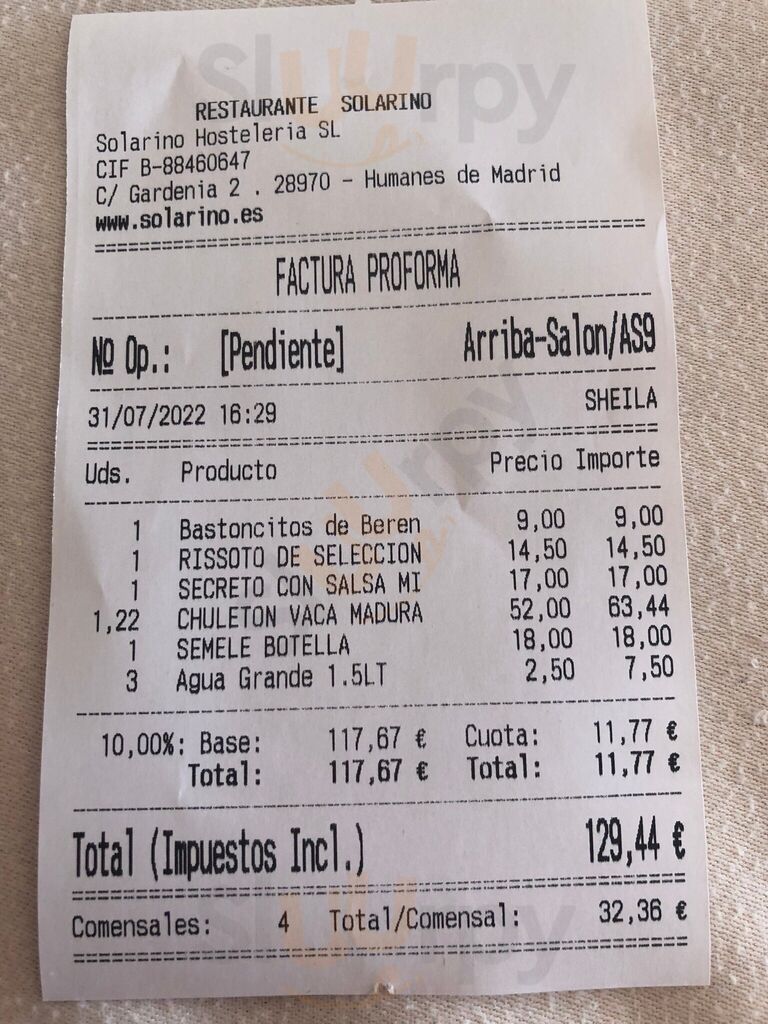 RESTAURANTE SOLARINO
Solarino Hosteleria SL
CIF B-88460647
C/ Gardenia 2 . 28970 - Humanes de Madrid
www.solarino.es
FACTURA PROFORMA
Nº Op.: [Pendiente] Arriba-Salon/AS9
31/07/2022 16:29 SHEILA
Uds. Producto Precio Importe
1 Bastoncitos de Beren 9,00 9,00
1 RISSOTO DE SELECCION 14,50 14,50
1 SECRETO CON SALSA MI 17,00 17,00
1,22 CHULETON VACA MADURA 52,00 63,44
1 SEMELE BOTELLA 18,00 18,00
3 Agua Grande 1.5LT 2,50 7,50
10,00%: Base: 117,67 € Cuota: 11,77 €
Total: 117,67 € Total: 11,77 €
Total (Impuestos Incl.) 129,44 €
Comensales: 4 Total/Comensal: 32,36 €
Sluurpy
Sluurpy
Sluurpy